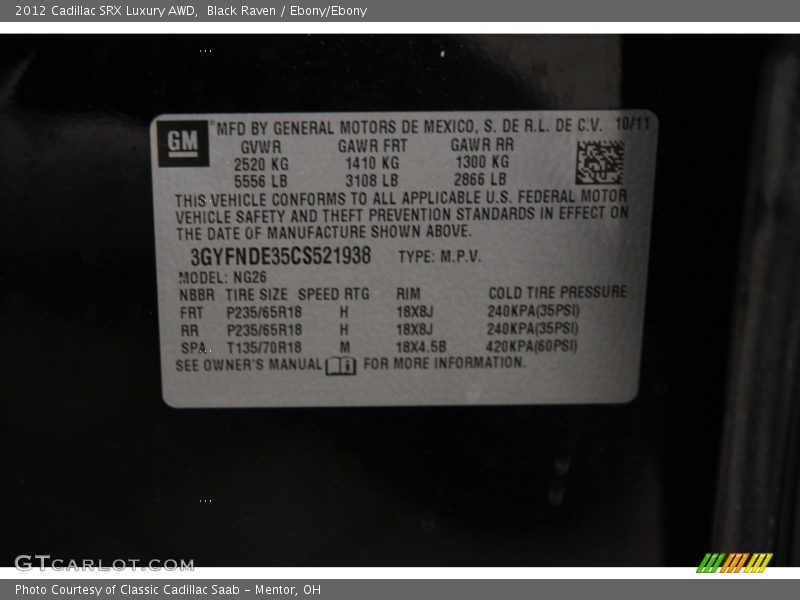 2012 Cadillac SRX Luxury AWD, Black Raven / Ebony/Ebony
GM® MFD BY GENERAL MOTORS DE MEXICO, S. DE R.L. DE C.V. 10/11
GVWR GAWR FRT GAWR RR
2520 KG 1410 KG 1300 KG
5556 LB 3108 LB 2866 LB
THIS VEHICLE CONFORMS TO ALL APPLICABLE U.S. FEDERAL MOTOR
VEHICLE SAFETY AND THEFT PREVENTION STANDARDS IN EFFECT ON
THE DATE OF MANUFACTURE SHOWN ABOVE.
3GYFNDE35CS521938 TYPE: M.P.V.
MODEL: NG26
NBBR TIRE SIZE SPEED RTG RIM COLD TIRE PRESSURE
FRT P235/65R18 H 18X8J 240KPA(35PSI)
RR P235/65R18 H 18X8J 240KPA(35PSI)
SPA T135/70R18 M 18X4.5B 420KPA(60PSI)
SEE OWNER'S MANUAL FOR MORE INFORMATION.
GTCARLOT.COM
Photo Courtesy of Classic Cadillac Saab - Mentor, OH